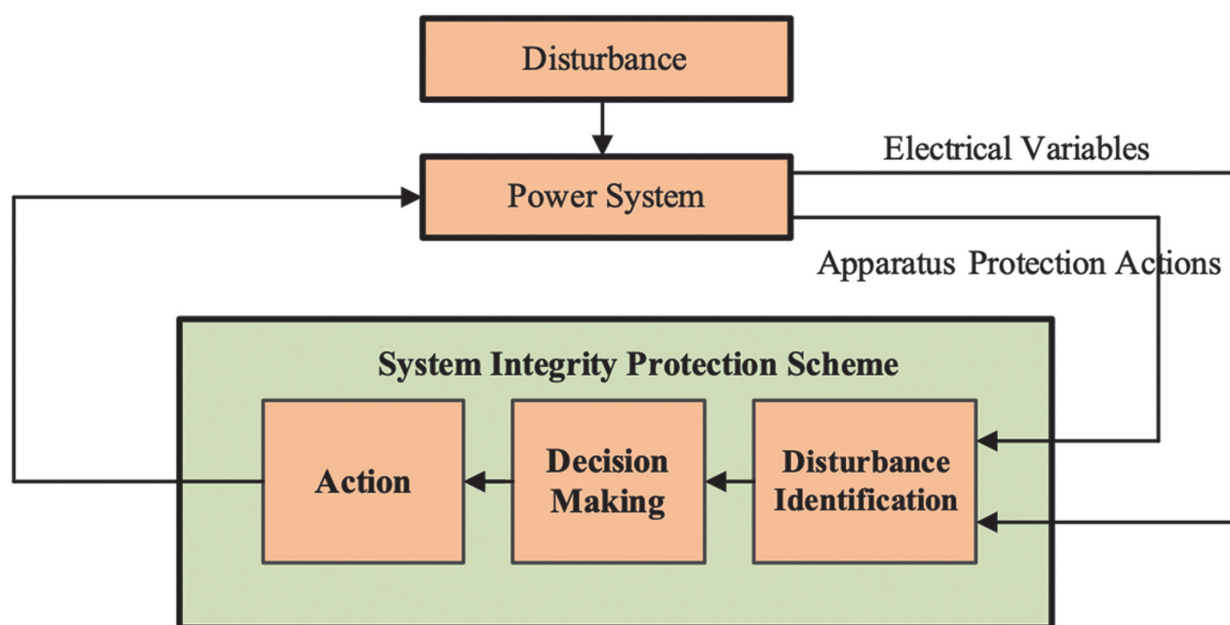 Disturbance
Electrical Variables
Power System
Apparatus Protection Actions
System Integrity Protection Scheme
Action
Decision
Making
Disturbance
Identification